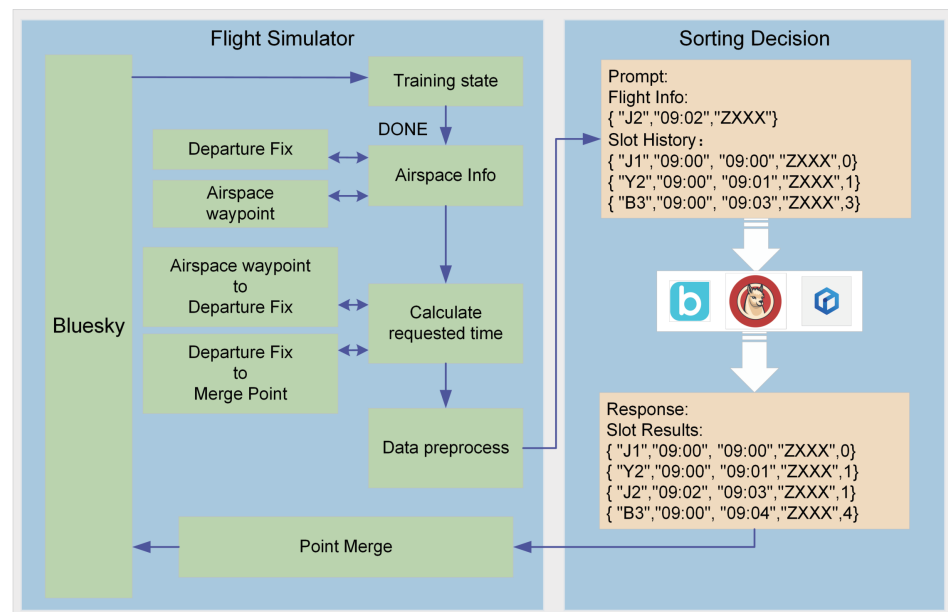 Flight Simulator
Bluesky
Training state
DONE
Departure Fix
Airspace
waypoint
Airspace Info
Airspace waypoint
to
Departure Fix
Departure Fix
to
Merge Point
Calculate
requested time
Data preprocess
Point Merge
Sorting Decision
Prompt:
Flight Info:
{ "J2","09:02","ZXXX"}
Slot History：
{ "J1","09:00", "09:00","ZXXX",0}
{ "Y2","09:00", "09:01","ZXXX",1}
{ "B3","09:00", "09:03","ZXXX",3}
b
Response:
Slot Results:
{ "J1","09:00", "09:00","ZXXX",0}
{ "Y2","09:00", "09:01","ZXXX",1}
{ "J2","09:02", "09:03","ZXXX",1}
{ "B3","09:00", "09:04","ZXXX",4}